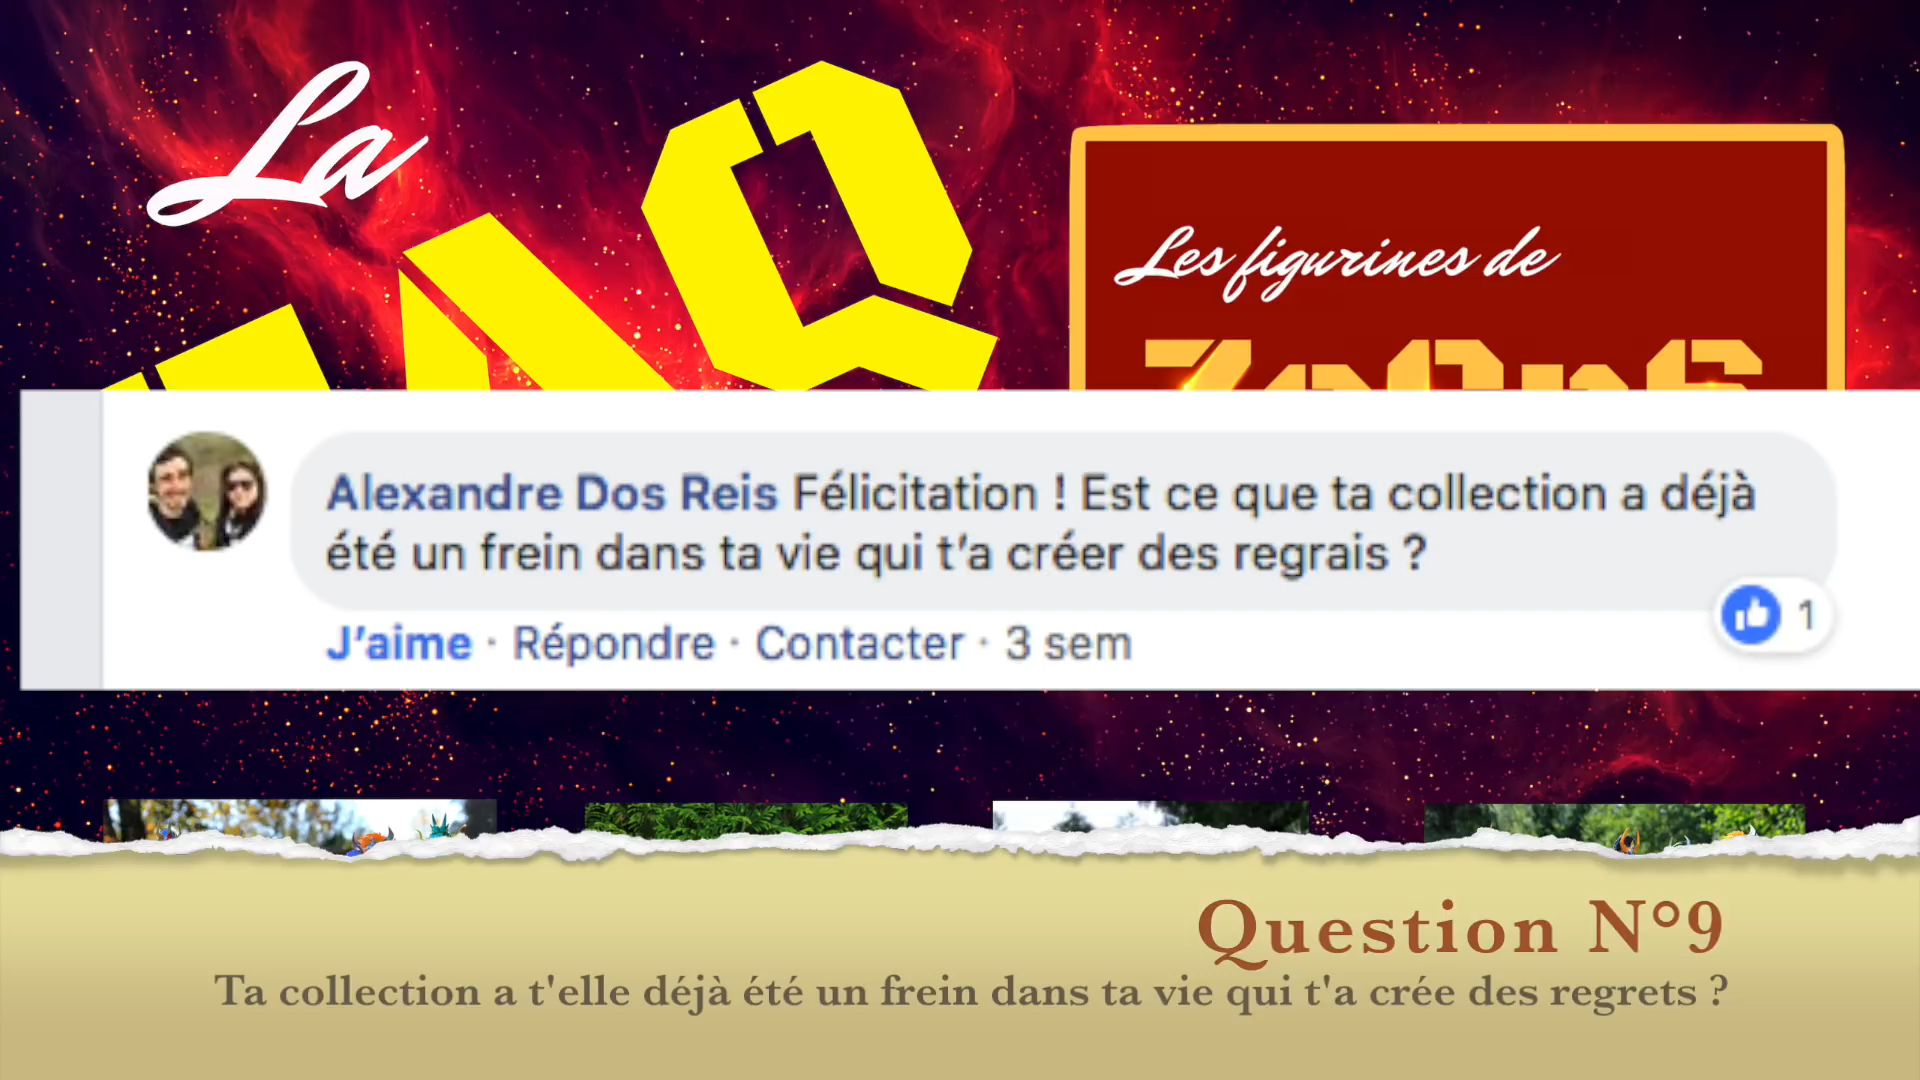 La
FAQ
Les figurines de
Alexandre Dos Reis Félicitation ! Est ce que ta collection a déjà
été un frein dans ta vie qui t'a créer des regrais ?
J'aime · Répondre · Contacter · 3 sem
1
Question N°9
Ta collection a t'elle déjà été un frein dans ta vie qui t'a crée des regrets ?